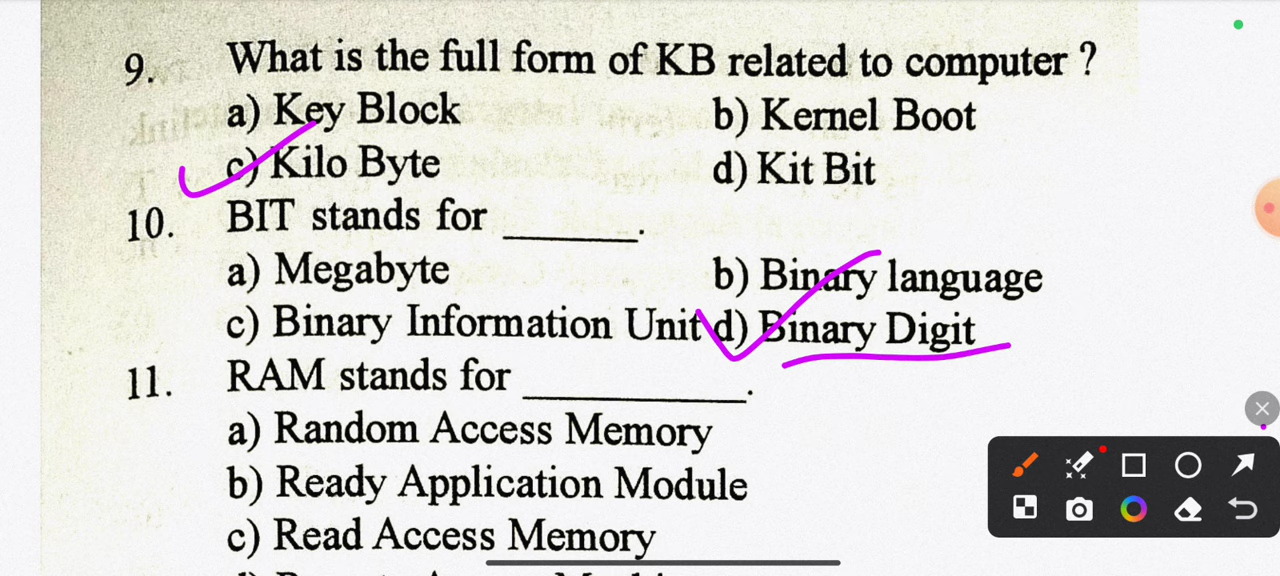 9. What is the full form of KB related to computer ?
a) Key Block b) Kernel Boot
c) Kilo Byte d) Kit Bit
10. BIT stands for ________.
a) Megabyte b) Binary language
c) Binary Information Unit d) Binary Digit
11. RAM stands for ____________.
a) Random Access Memory
b) Ready Application Module
c) Read Access Memory